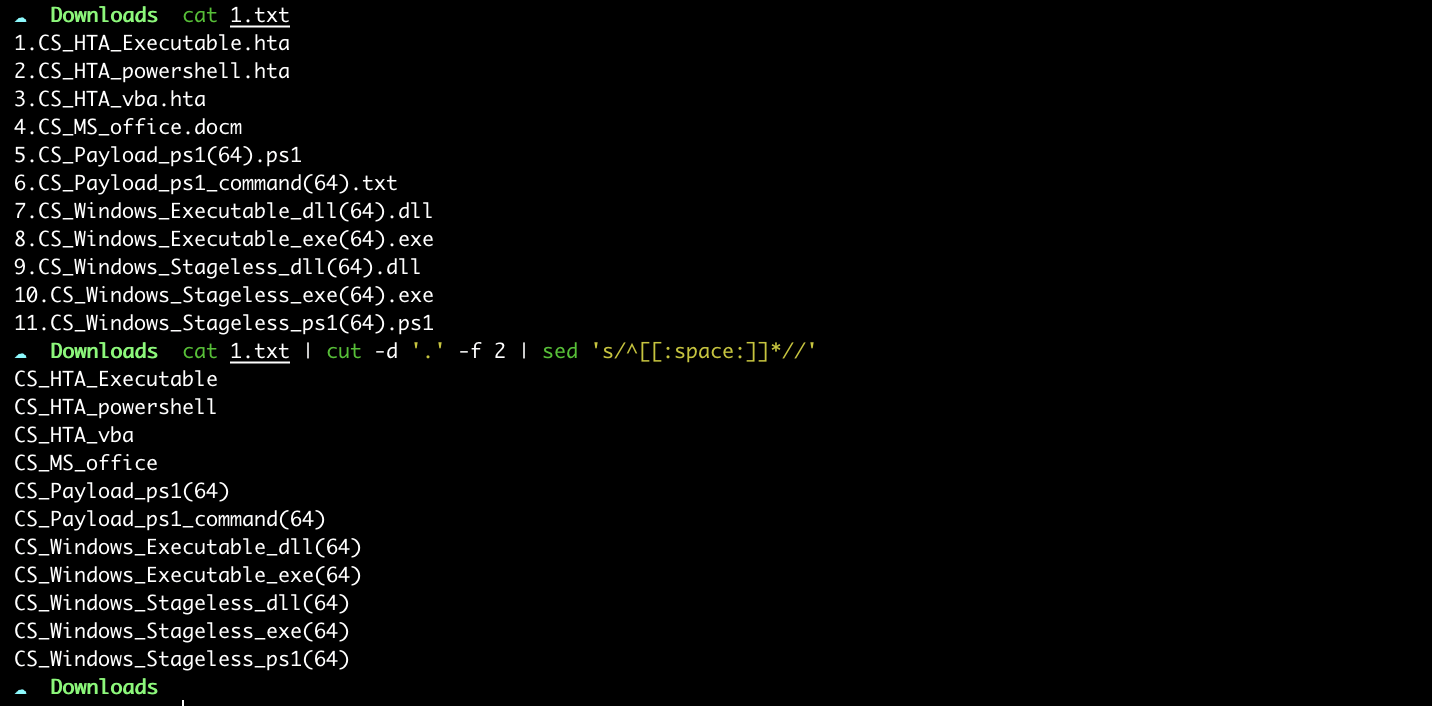 Downloads cat 1.txt
1.CS_HTA_Executable.hta
2.CS_HTA_powershell.hta
3.CS_HTA_vba.hta
4.CS_MS_office.docm
5.CS_Payload_ps1(64).ps1
6.CS_Payload_ps1_command(64).txt
7.CS_Windows_Executable_dll(64).dll
8.CS_Windows_Executable_exe(64).exe
9.CS_Windows_Stageless_dll(64).dll
10.CS_Windows_Stageless_exe(64).exe
11.CS_Windows_Stageless_ps1(64).ps1
Downloads cat 1.txt | cut -d '.' -f 2 | sed 's/^[[:space:]]*//'
CS_HTA_Executable
CS_HTA_powershell
CS_HTA_vba
CS_MS_office
CS_Payload_ps1(64)
CS_Payload_ps1_command(64)
CS_Windows_Executable_dll(64)
CS_Windows_Executable_exe(64)
CS_Windows_Stageless_dll(64)
CS_Windows_Stageless_exe(64)
CS_Windows_Stageless_ps1(64)
Downloads